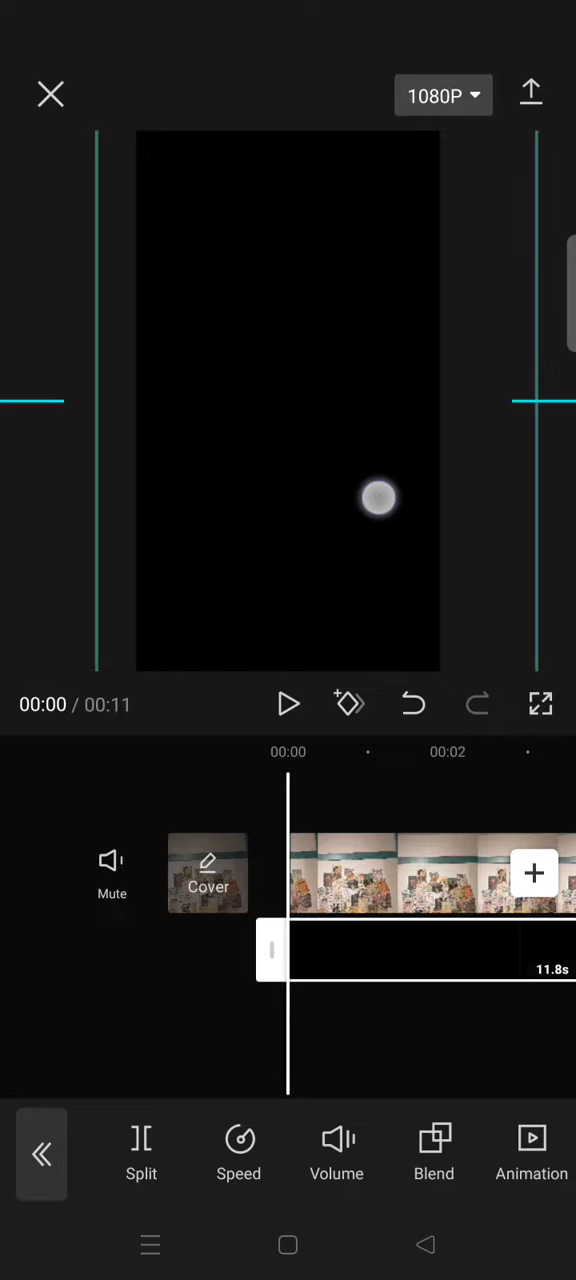 1080P
00:00 / 00:11
00:00 00:02
Mute
Cover
11.8s
Split Speed Volume Blend Animation